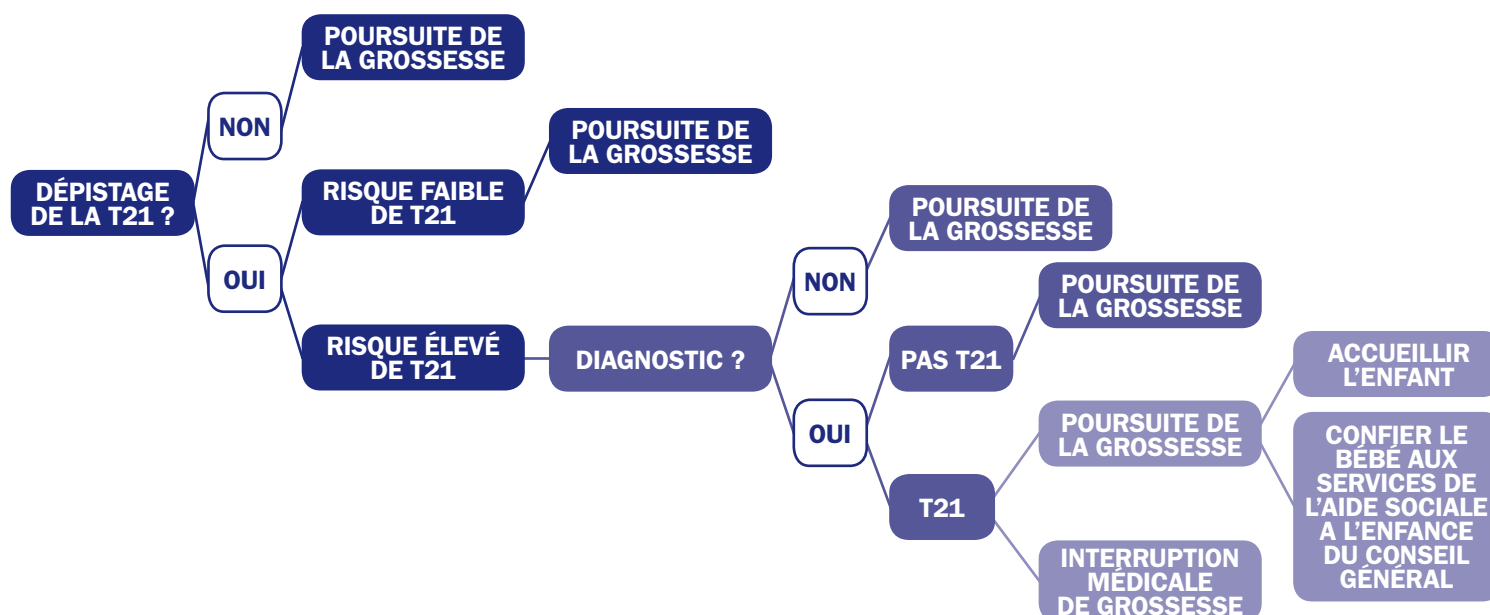 POURSUITE DE
LA GROSSESSE
NON
POURSUITE DE
LA GROSSESSE
DÉPISTAGE
DE LA T21 ?
RISQUE FAIBLE
DE T21
POURSUITE DE
LA GROSSESSE
OUI
NON
POURSUITE DE
LA GROSSESSE
RISQUE ÉLEVÉ
DE T21
DIAGNOSTIC ?
PAS T21
ACCUEILLIR
L'ENFANT
OUI
POURSUITE DE
LA GROSSESSE
CONFIER LE
BÉBÉ AUX
SERVICES DE
L'AIDE SOCIALE
A L'ENFANCE
DU CONSEIL
GÉNÉRAL
T21
INTERRUPTION
MÉDICALE
DE GROSSESSE